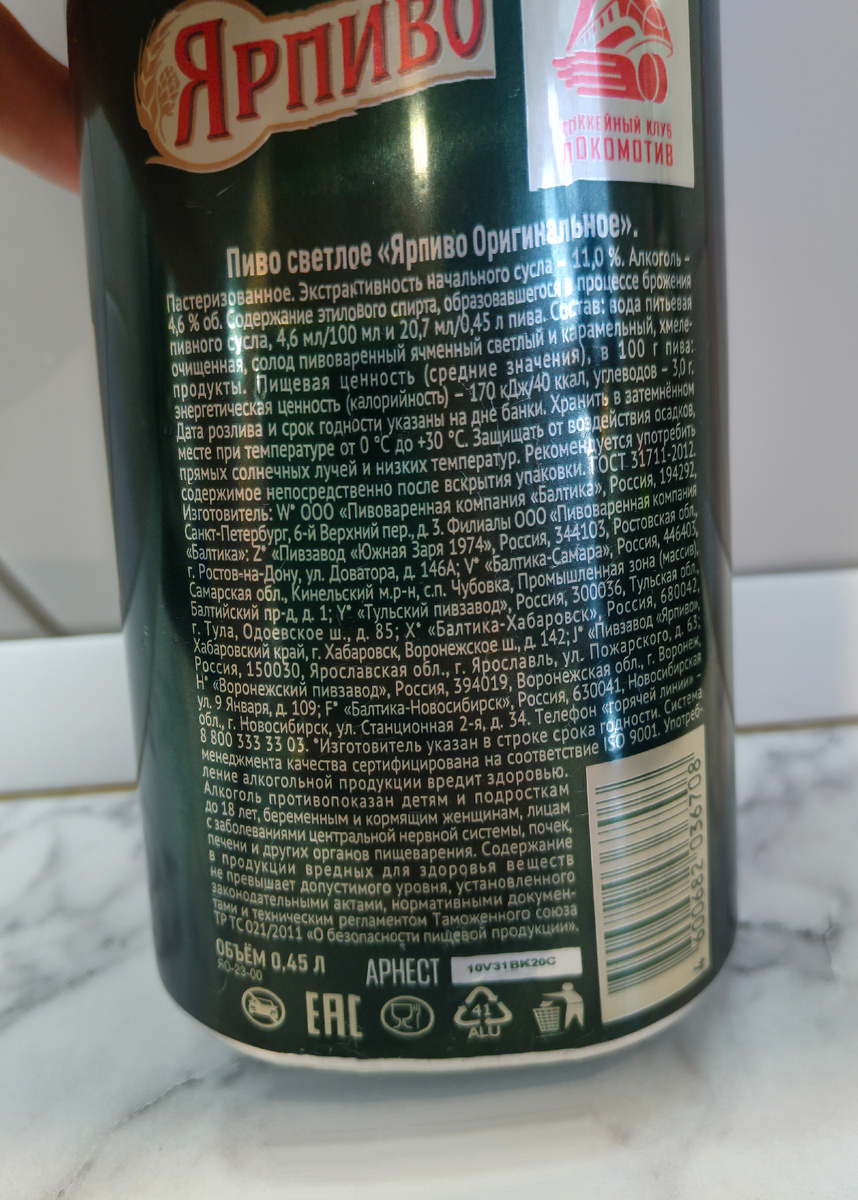 ЯРПИВО
ХОККЕЙНЫЙ КЛУБ
ЛОКОМОТИВ
Пиво светлое «Ярпиво Оригинальное».
Пастеризованное. Экстрактивность начального сусла – 11,0 %. Алкоголь –
4,6 % об. Содержание этилового спирта, образовавшегося в процессе брожения
пивного сусла, 4,6 мл/100 мл и 20,7 мл/0,45 л пива. Состав: вода питьевая
очищенная, солод пивоваренный ячменный светлый и карамельный, хмеле-
продукты. Пищевая ценность (средние значения), в 100 г пива:
энергетическая ценность (калорийность) – 170 кДж/40 ккал, углеводов – 3,0 г.
Дата розлива и срок годности указаны на дне банки. Хранить в затемнённом
месте при температуре от 0 °С до +30 °С. Защищать от воздействия осадков,
прямых солнечных лучей и низких температур. Рекомендуется употребить
содержимое непосредственно после вскрытия упаковки. ГОСТ 31711-2012.
Изготовитель: W* ООО «Пивоваренная компания «Балтика», Россия, 194292,
Санкт-Петербург, 6-й Верхний пер., д. 3. Филиалы ООО «Пивоваренная компания
«Балтика»: Z* «Пивзавод «Южная Заря 1974», Россия, 344103, Ростовская обл.,
г. Ростов-на-Дону, ул. Доватора, д. 146А; V* «Балтика-Самара», Россия, 446403,
Самарская обл., Кинельский м.р-н, с.п. Чубовка, Промышленная зона (массив),
Балтийский пр-д, д. 1; Y* «Тульский пивзавод», Россия, 300036, Тульская обл.,
г. Тула, Одоевское ш., д. 85; X* «Балтика-Хабаровск», Россия, 680042,
Хабаровский край, г. Хабаровск, Воронежское ш., д. 142; J* «Пивзавод «Ярпиво»,
Россия, 150030, Ярославская обл., г. Ярославль, ул. Пожарского, д. 63;
H* «Воронежский пивзавод», Россия, 394019, Воронежская обл., г. Воронеж,
ул. 9 Января, д. 109; F* «Балтика-Новосибирск», Россия, 630041, Новосибирская
обл., г. Новосибирск, ул. Станционная 2-я, д. 34. Телефон «горячей линии» –
8 800 333 33 03. *Изготовитель указан в строке срока годности. Система
менеджмента качества сертифицирована на соответствие ISO 9001. Употреб-
ление алкогольной продукции вредит здоровью.
Алкоголь противопоказан детям и подросткам
до 18 лет, беременным и кормящим женщинам, лицам
с заболеваниями центральной нервной системы, почек,
печени и других органов пищеварения. Содержание
в продукции вредных для здоровья веществ
не превышает допустимого уровня, установленного
законодательными актами, нормативными докумен-
тами и техническим регламентом Таможенного союза
ТР ТС 021/2011 «О безопасности пищевой продукции».
4 600682 036708
ОБЪЁМ 0,45 Л
ЯО-23-00
АРНЕСТ
10V31BK20C
EAC
41
ALU